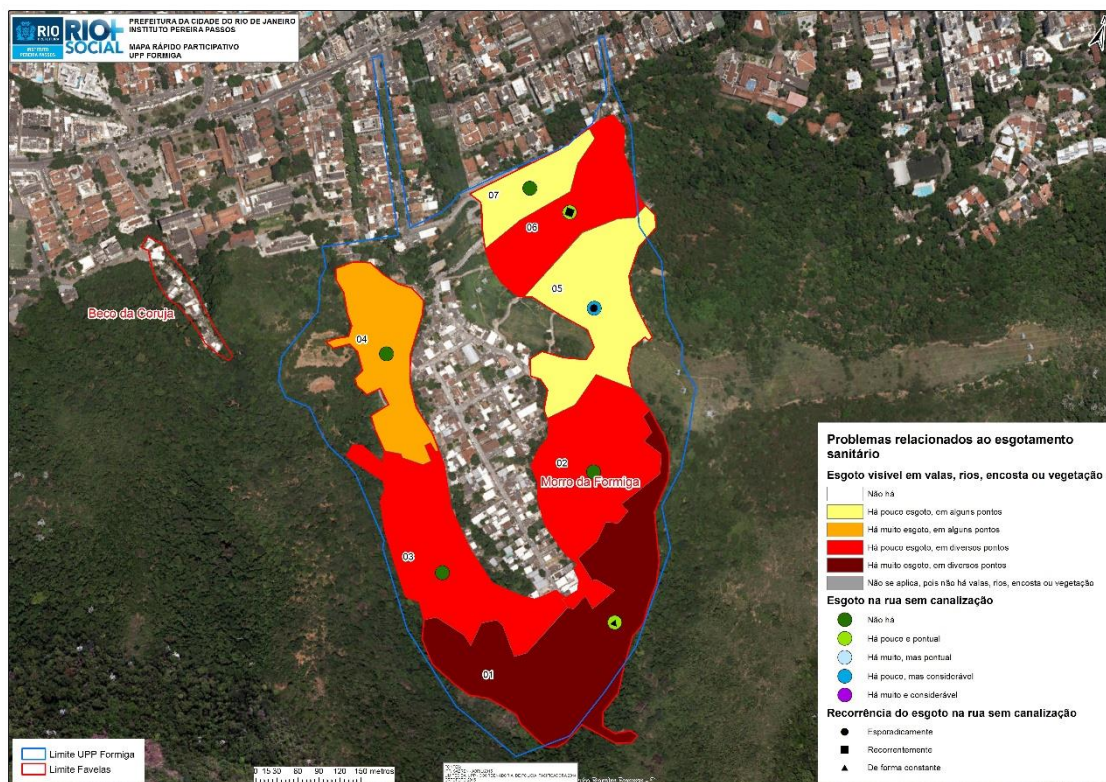 RIO
PREFEITURA
INSTITUTO
PEREIRA PASSOS
RIO+
SOCIAL
PREFEITURA DA CIDADE DO RIO DE JANEIRO
INSTITUTO PEREIRA PASSOS
MAPA RÁPIDO PARTICIPATIVO
UPP FORMIGA
07
06
05
Beco da Coruja
04
02
Morro da Formiga
03
01
Problemas relacionados ao esgotamento
sanitário
Esgoto visível em valas, rios, encosta ou vegetação
Não há
Há pouco esgoto, em alguns pontos
Há muito esgoto, em alguns pontos
Há pouco esgoto, em diversos pontos
Há muito esgoto, em diversos pontos
Não se aplica, pois não há valas, rios, encosta ou vegetação
Esgoto na rua sem canalização
Não há
Há pouco e pontual
Há muito, mas pontual
Há pouco, mas considerável
Há muito e considerável
Recorrência do esgoto na rua sem canalização
Esporadicamente
Recorrentemente
De forma constante
Limite UPP Formiga
Limite Favelas
0 15 30 60 90 120 150 metros